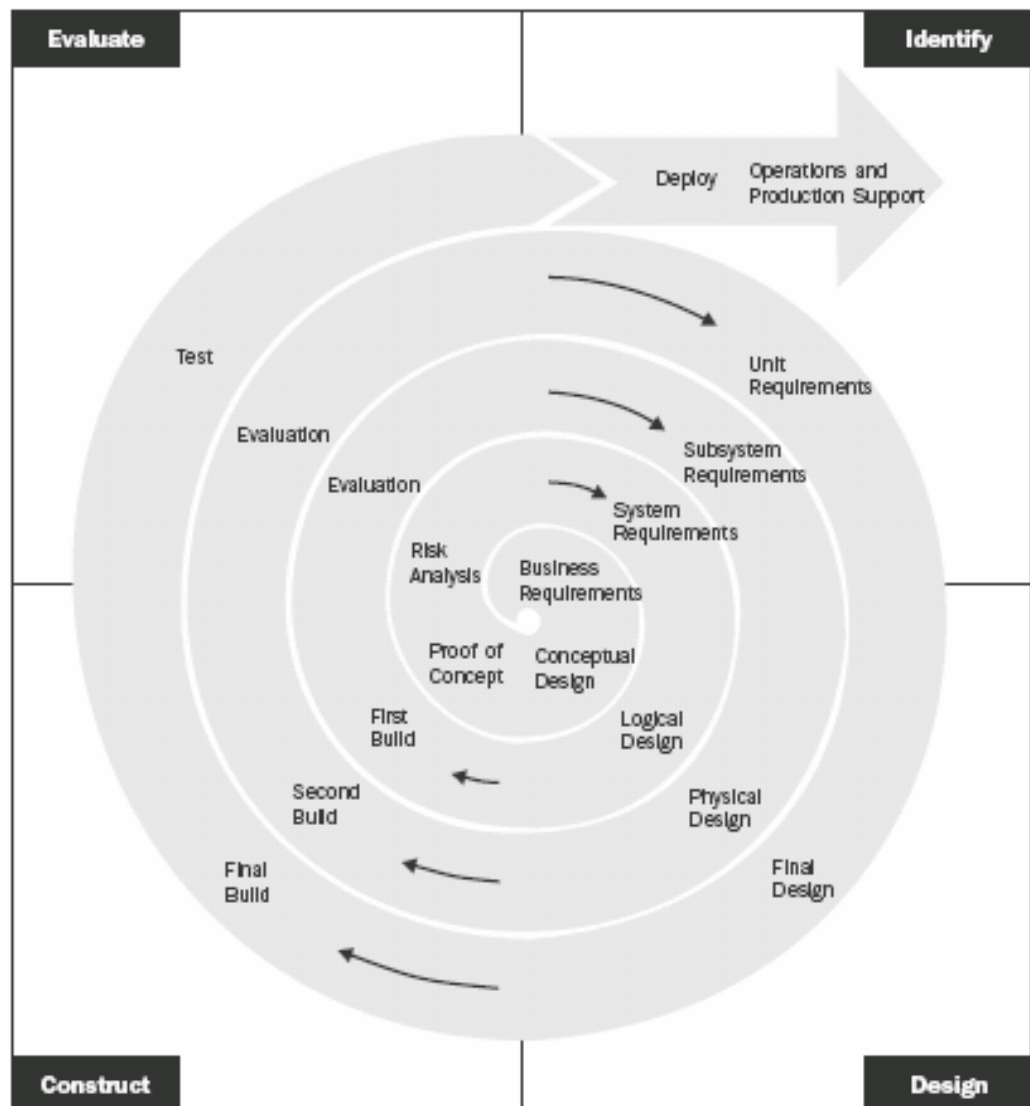 Evaluate
Identify
Deploy
Operations and
Production Support
Test
Unit
Requirements
Evaluation
Subsystem
Requirements
Evaluation
System
Requirements
Risk
Analysis
Business
Requirements
Proof of
Concept
Conceptual
Design
First
Build
Logical
Design
Second
Build
Physical
Design
Final
Build
Final
Design
Construct
Design